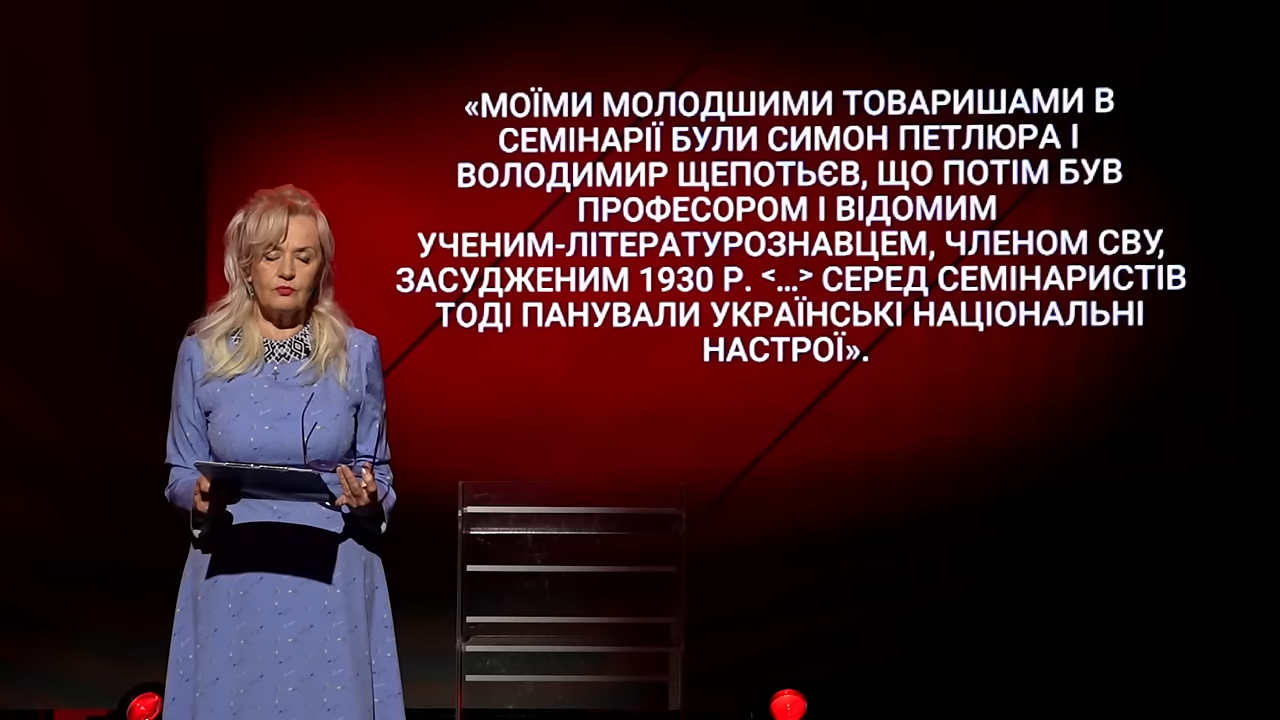 «МОЇМИ МОЛОДШИМИ ТОВАРИШАМИ В
СЕМІНАРІЇ БУЛИ СИМОН ПЕТЛЮРА І
ВОЛОДИМИР ЩЕПОТЬЄВ, ЩО ПОТІМ БУВ
ПРОФЕСОРОМ І ВІДОМИМ
УЧЕНИМ-ЛІТЕРАТУРОЗНАВЦЕМ, ЧЛЕНОМ СВУ,
ЗАСУДЖЕНИМ 1930 Р. <...> СЕРЕД СЕМІНАРИСТІВ
ТОДІ ПАНУВАЛИ УКРАЇНСЬКІ НАЦІОНАЛЬНІ
НАСТРОЇ».